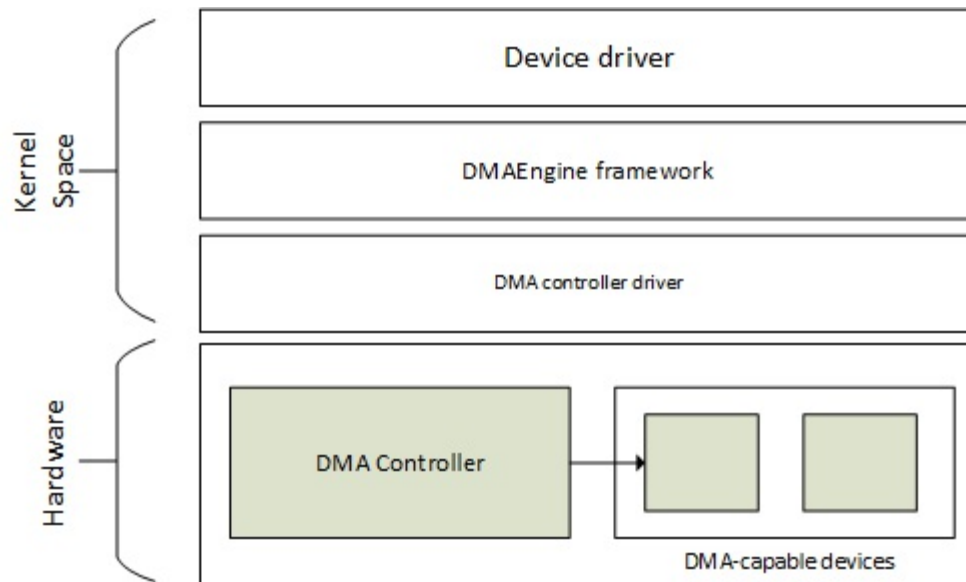 Device driver
Kernel
Space
DMAEngine framework
DMA controller driver
Hardware
DMA Controller
DMA-capable devices